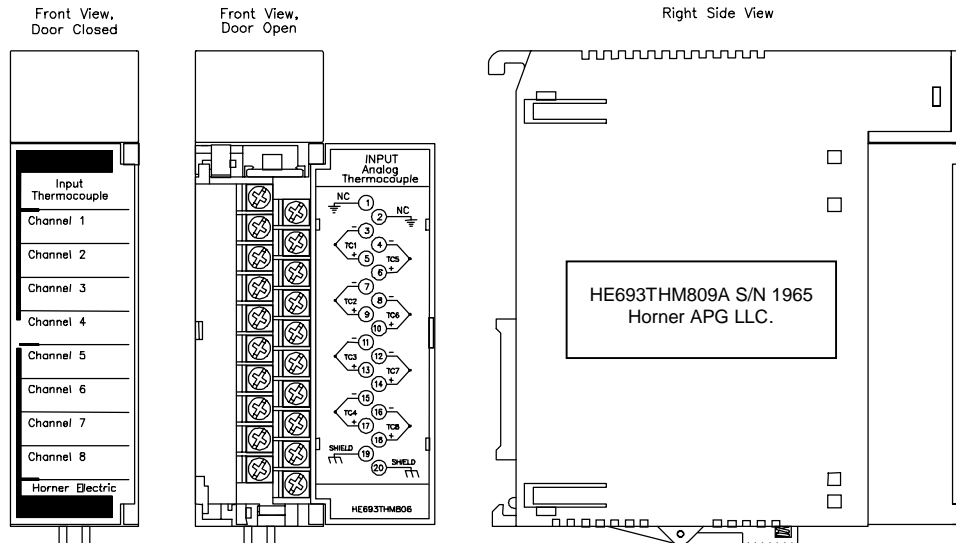 Front View,
Door Closed
Front View,
Door Open
Right Side View
Input
Thermocouple
Channel 1
Channel 2
Channel 3
Channel 4
Channel 5
Channel 6
Channel 7
Channel 8
Horner Electric
INPUT
Analog
Thermocouple
NC 1
2 NC
- 3
4 -
TC1 TC5
+ 5
6 +
- 7
8 -
TC2 TC6
+ 9
10 +
- 11
12 -
TC3 TC7
+ 13
14 +
- 15
16 -
TC4 TC8
+ 17
18 +
SHIELD 19
20 SHIELD
HE693THM806
HE693THM809A S/N 1965
Horner APG LLC.